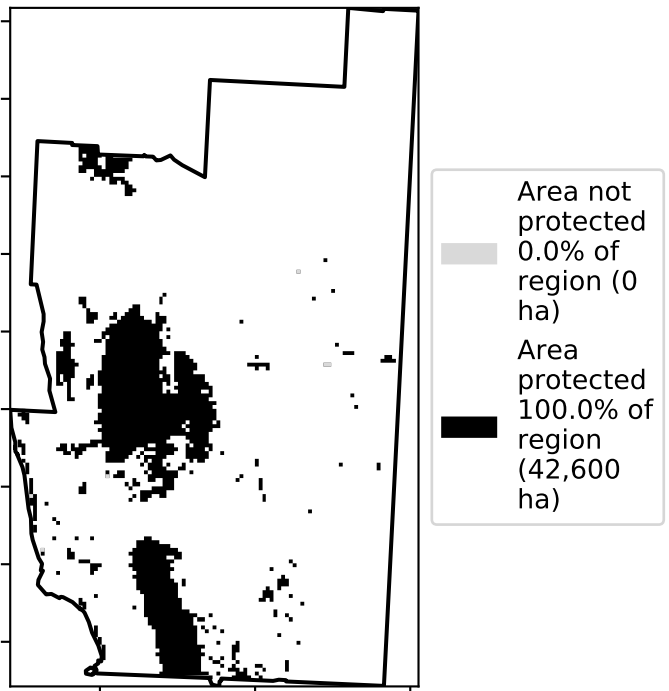 Area not
protected
0.0% of
region (0
ha)
Area
protected
100.0% of
region
(42,600
ha)